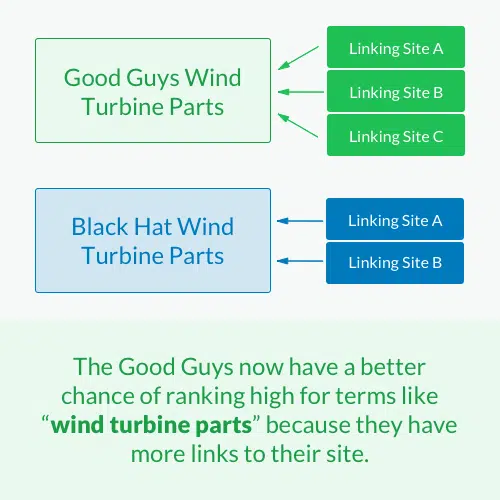 Good Guys Wind
Turbine Parts
Linking Site A
Linking Site B
Linking Site C
Black Hat Wind
Turbine Parts
Linking Site A
Linking Site B
The Good Guys now have a better
chance of ranking high for terms like
“wind turbine parts” because they have
more links to their site.